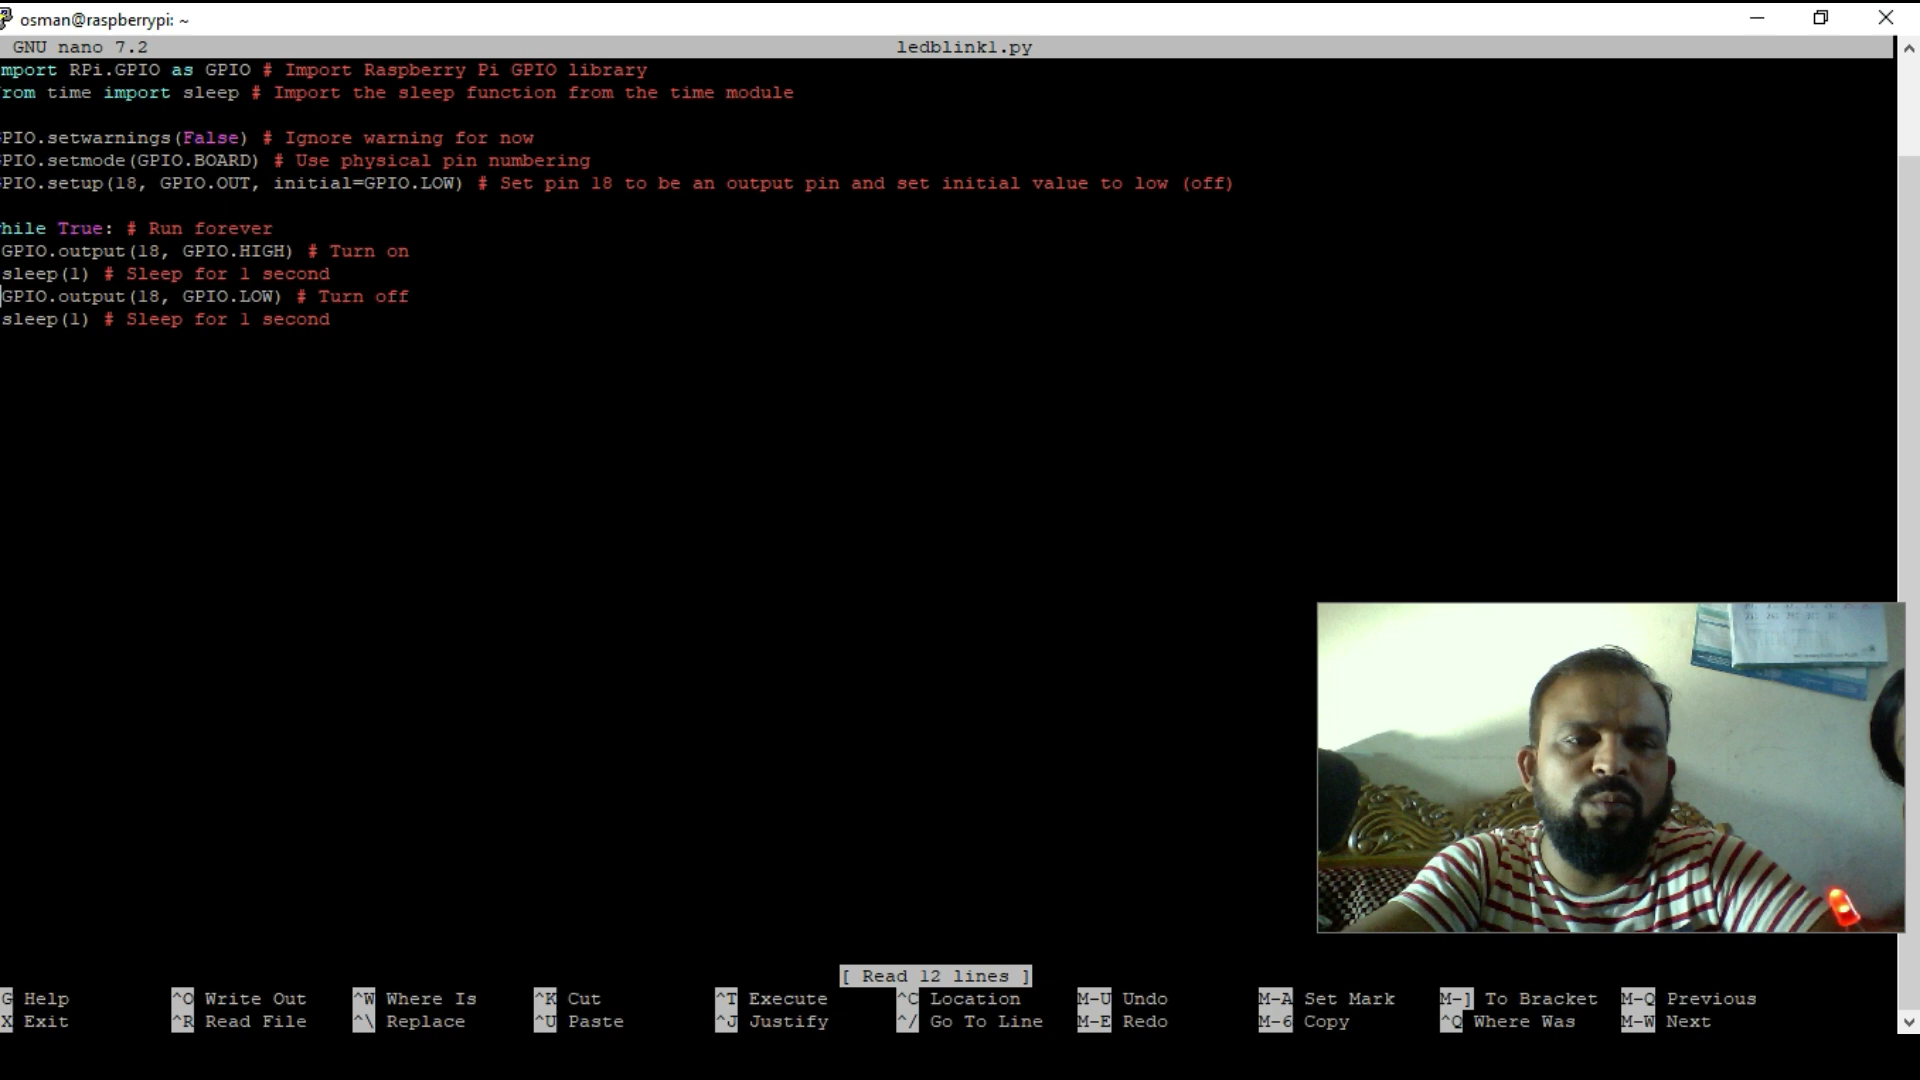 osman@raspberrypi: ~
GNU nano 7.2 ledblink1.py
mport RPi.GPIO as GPIO # Import Raspberry Pi GPIO library
rom time import sleep # Import the sleep function from the time module
PIO.setwarnings(False) # Ignore warning for now
PIO.setmode(GPIO.BOARD) # Use physical pin numbering
PIO.setup(18, GPIO.OUT, initial=GPIO.LOW) # Set pin 18 to be an output pin and set initial value to low (off)
hile True: # Run forever
GPIO.output(18, GPIO.HIGH) # Turn on
sleep(1) # Sleep for 1 second
GPIO.output(18, GPIO.LOW) # Turn off
sleep(1) # Sleep for 1 second
[ Read 12 lines ]
G Help ^O Write Out ^W Where Is ^K Cut ^T Execute ^C Location M-U Undo M-A Set Mark M-] To Bracket M-Q Previous
X Exit ^R Read File ^\ Replace ^U Paste ^J Justify ^/ Go To Line M-E Redo M-6 Copy ^Q Where Was M-W Next